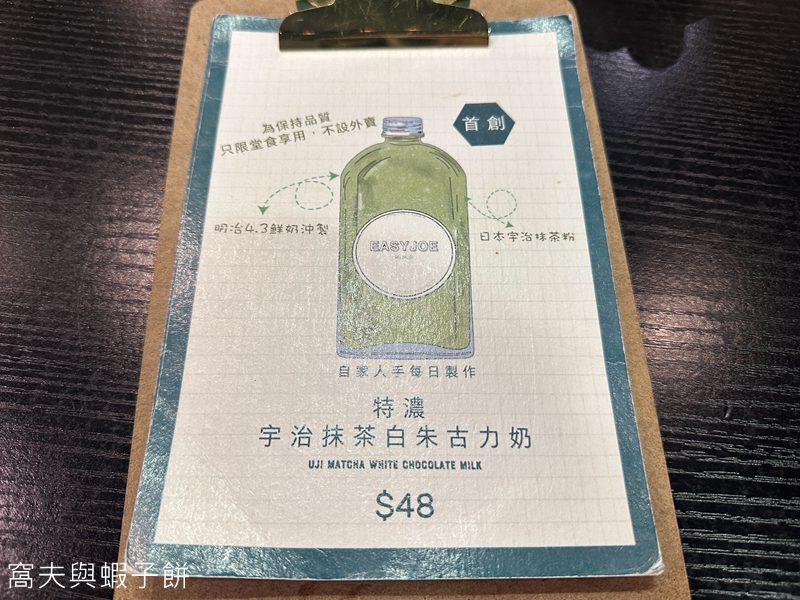 為保持品質
只限堂食享用，不設外賣
首創
明治4.3鮮奶沖製
日本宇治抹茶粉
EASYJOE
自家人手每日製作
特濃
宇治抹茶白朱古力奶
UJI MATCHA WHITE CHOCOLATE MILK
$48
窩夫與蝦子餅